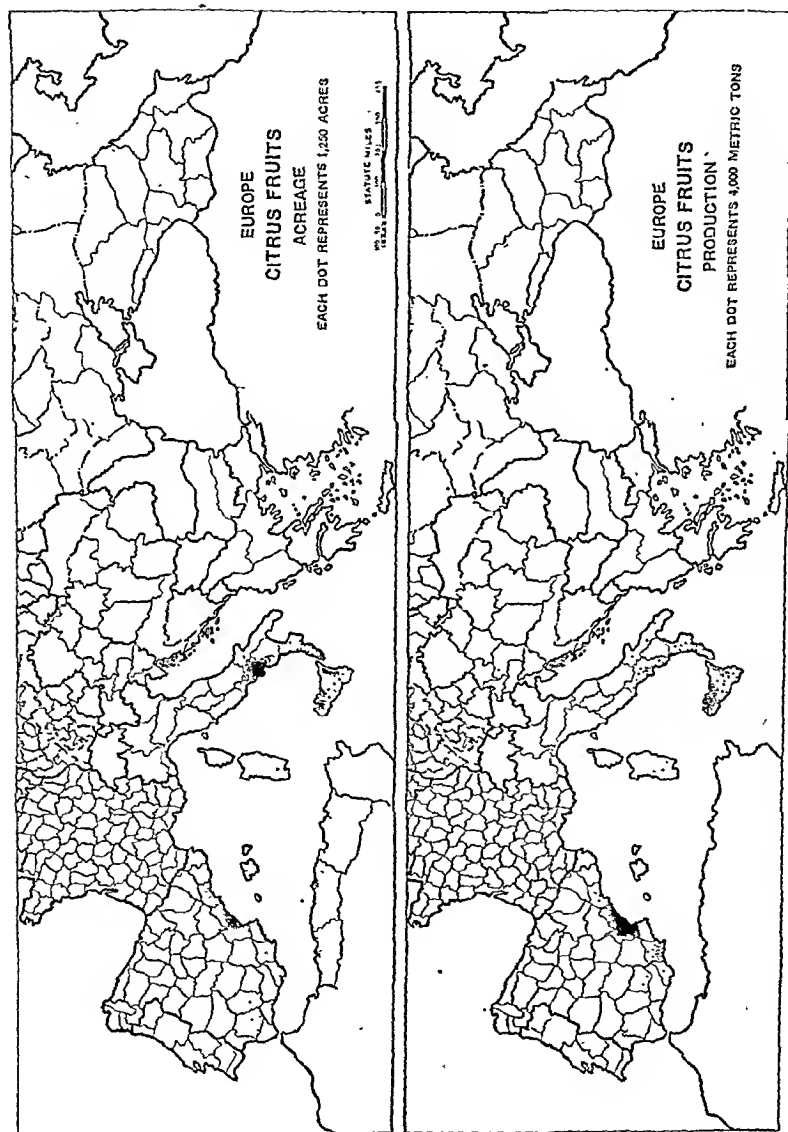 EUROPE
CITRUS FRUITS
ACREAGE
EACH DOT REPRESENTS 1,250 ACRES
STATUTE MILES
EUROPE
CITRUS FRUITS
PRODUCTION
EACH DOT REPRESENTS 4,000 METRIC TONS